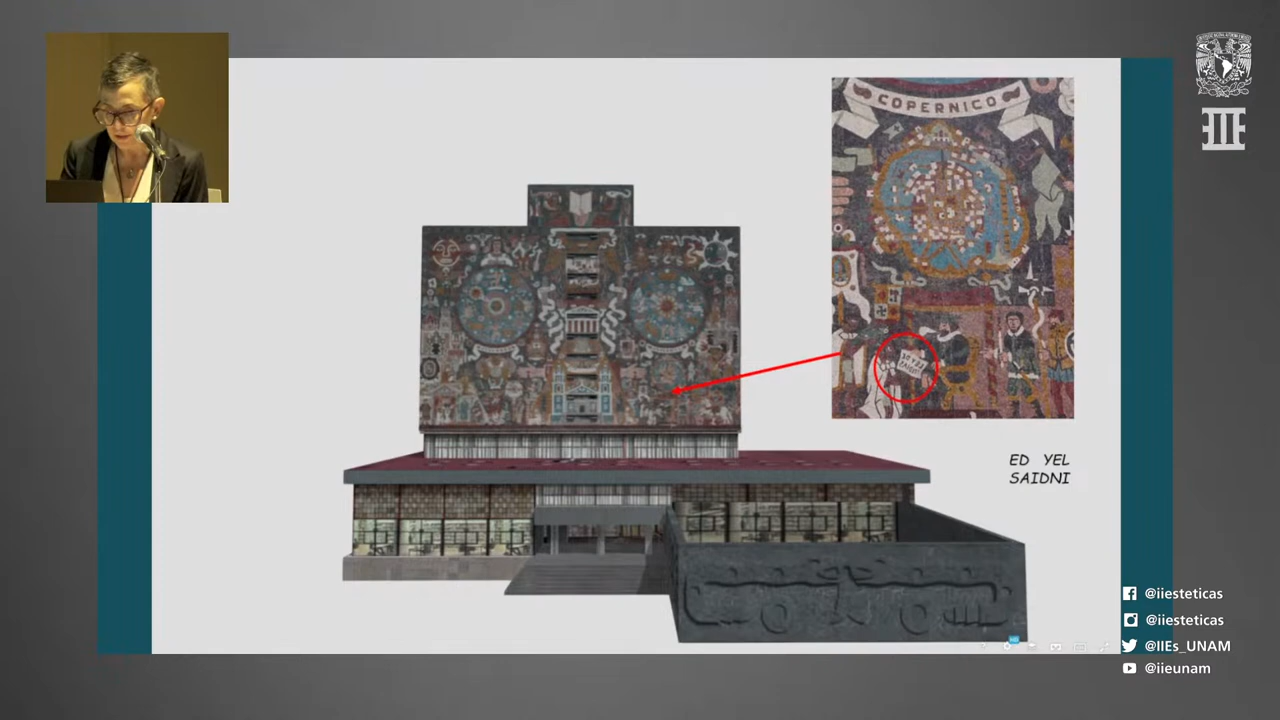 COPERNICO
ED YEL
SAIDNI
@iiesteticas
@iiesteticas
@IIEs_UNAM
@iieunam